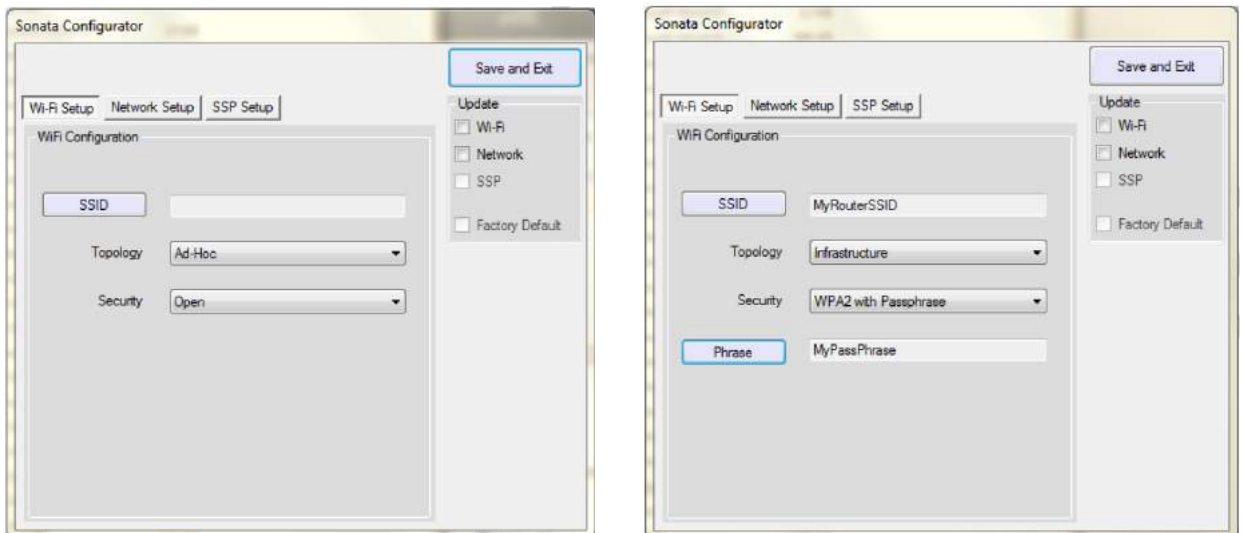 Sonata Configurator
Save and Exit
Wi-Fi Setup Network Setup SSP Setup
Update
WiFi Configuration
Wi-Fi
Network
SSP
SSID
Factory Default
Topology Ad-Hoc
Security Open
Sonata Configurator
Save and Exit
Wi-Fi Setup Network Setup SSP Setup
Update
WiFi Configuration
Wi-Fi
Network
SSP
SSID MyRouterSSID
Factory Default
Topology Infrastructure
Security WPA2 with Passphrase
Phrase MyPassPhrase